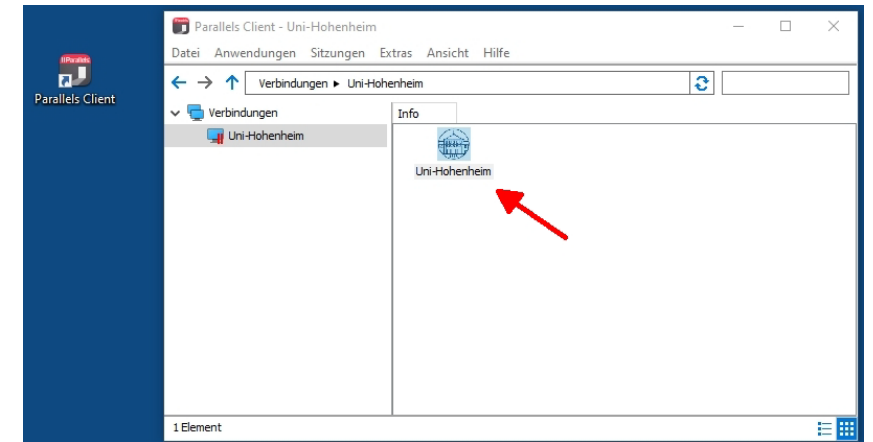 Parallels Client - Uni-Hohenheim
Datei Anwendungen Sitzungen Extras Ansicht Hilfe
Verbindungen ▸ Uni-Hohenheim
||Parallels
Parallels Client
Verbindungen
Uni-Hohenheim
Info
Uni-Hohenheim
1 Element